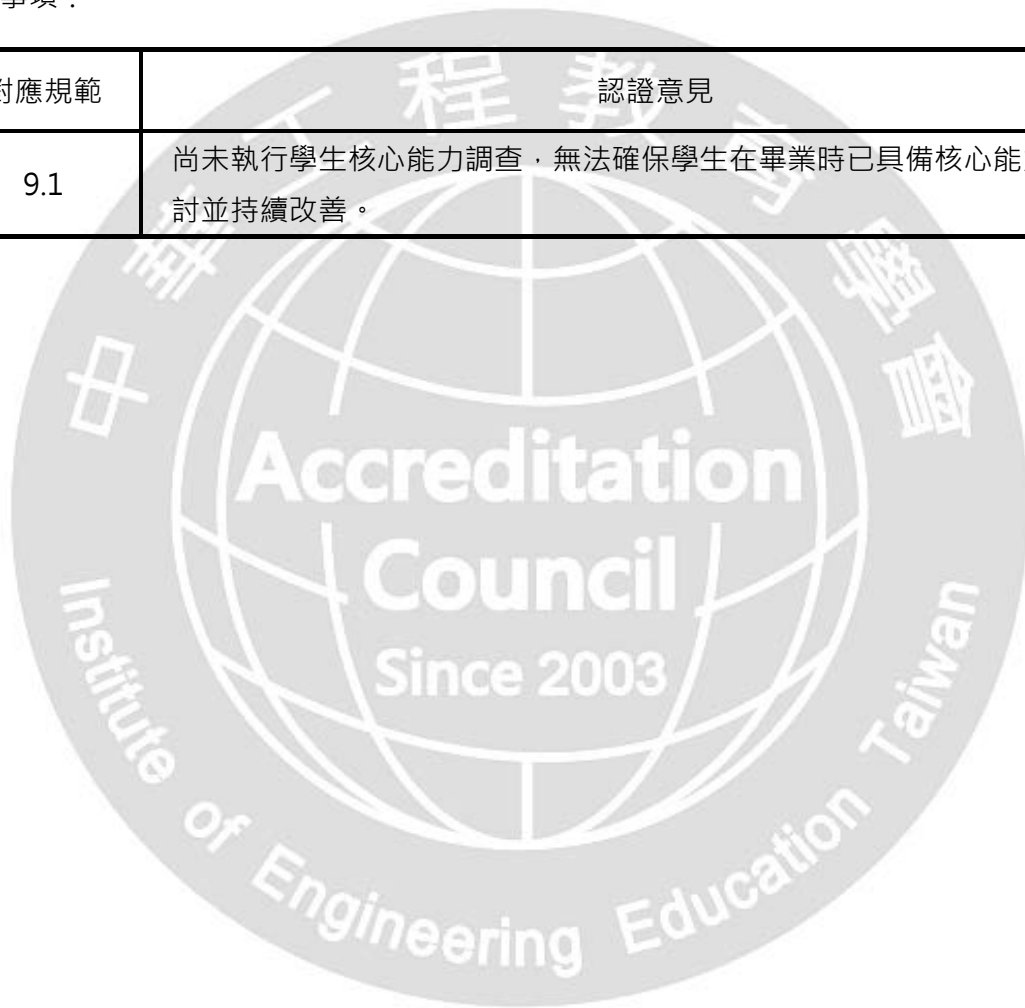 事項：
對應規範
認證意見
9.1
尚未執行學生核心能力調查，無法確保學生在畢業時已具備核心能
討並持續改善。
中華工程教育學會
Accreditation
Council
Since 2003
Institute of Engineering Education Taiwan